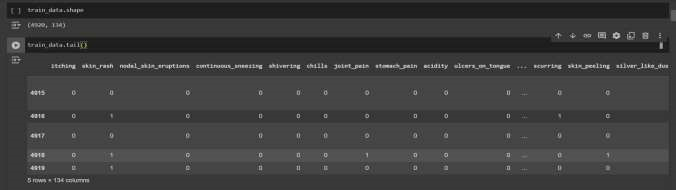 [ ] train_data.shape
(4920, 134)
train_data.tail()
itching skin_rash nodal_skin_eruptions continuous_sneezing shivering chills joint_pain stomach_pain acidity ulcers_on_tongue ... scurring skin_peeling silver_like_dus
4915 0 0 0 0 0 0 0 0 0 0 ... 0 0
4916 0 1 0 0 0 0 0 0 0 0 ... 1 0
4917 0 0 0 0 0 0 0 0 0 0 ... 0 0
4918 0 1 0 0 0 0 1 0 0 0 ... 0 1
4919 0 1 0 0 0 0 0 0 0 0 ... 0 0
5 rows × 134 columns